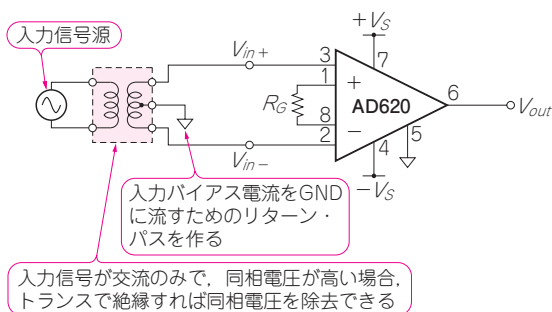 入力信号源
Vin+
+VS
3
7
1
+
RG
AD620
6
Vout
8
−
2
5
4
Vin−
−VS
入力バイアス電流をGND
に流すためのリターン・
パスを作る
入力信号が交流のみで，同相電圧が高い場合，
トランスで絶縁すれば同相電圧を除去できる